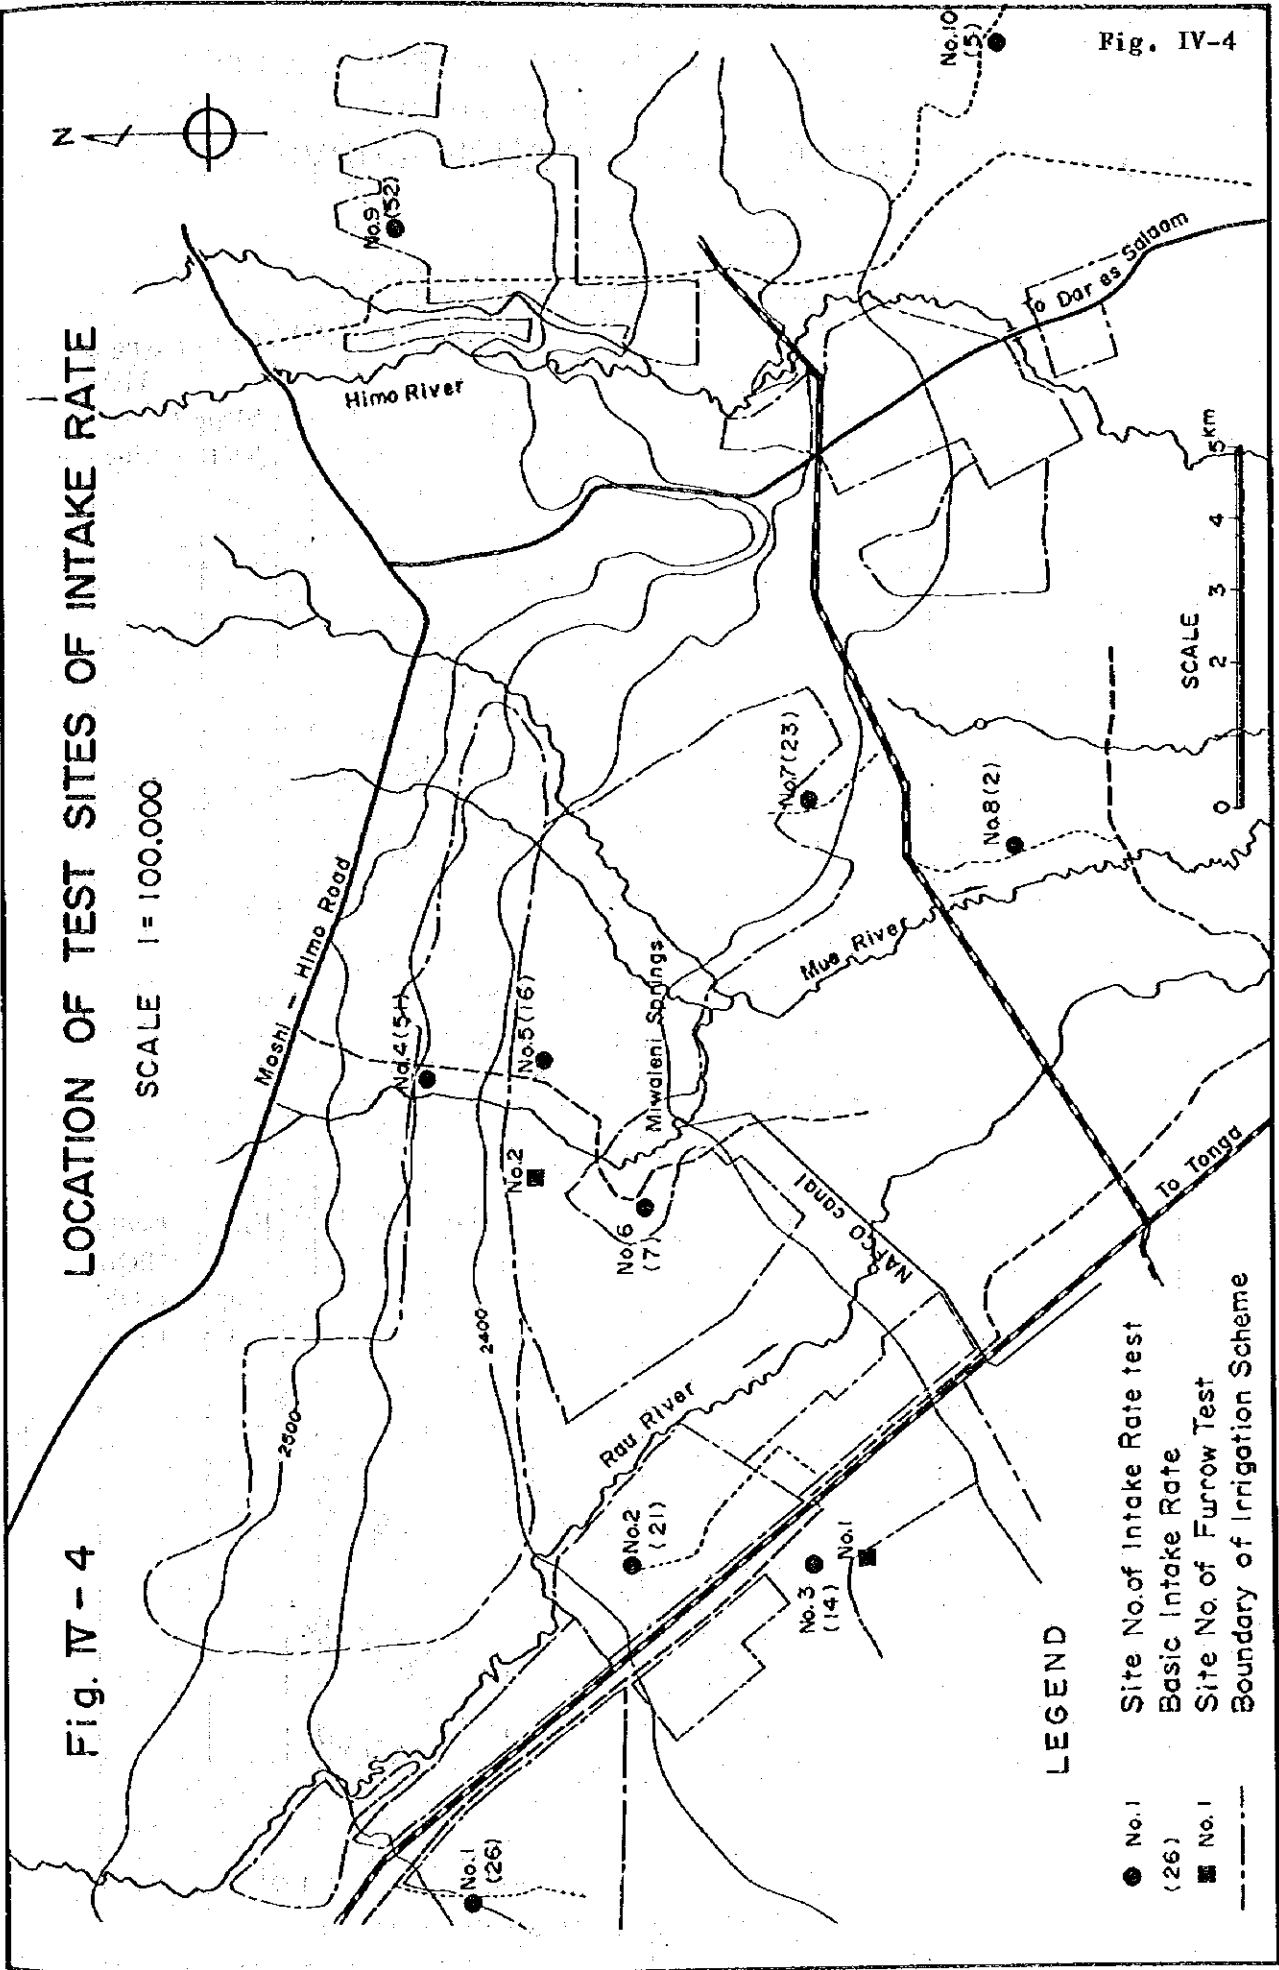 Fig. IV-4
Fig. IV-4
LOCATION OF TEST SITES OF INTAKE RATE
SCALE 1 = 100.000
N
Moshi - Himo Road
Himo River
2500
2400
No.1
(26)
No.2
(21)
No.3
(14)
No.1
No.4(51)
No.5(16)
No.2
No.6
(7)
No.7(23)
No.8(2)
No.9
(52)
No.10
(5)
Miwaleni Springs
Mue River
Rau River
NAFCO canal
To Tonga
To Dar es Salaam
SCALE
0 2 3 4 5km
LEGEND
No.1 Site No. of Intake Rate test
(26) Basic Intake Rate
No.1 Site No. of Furrow Test
Boundary of Irrigation Scheme